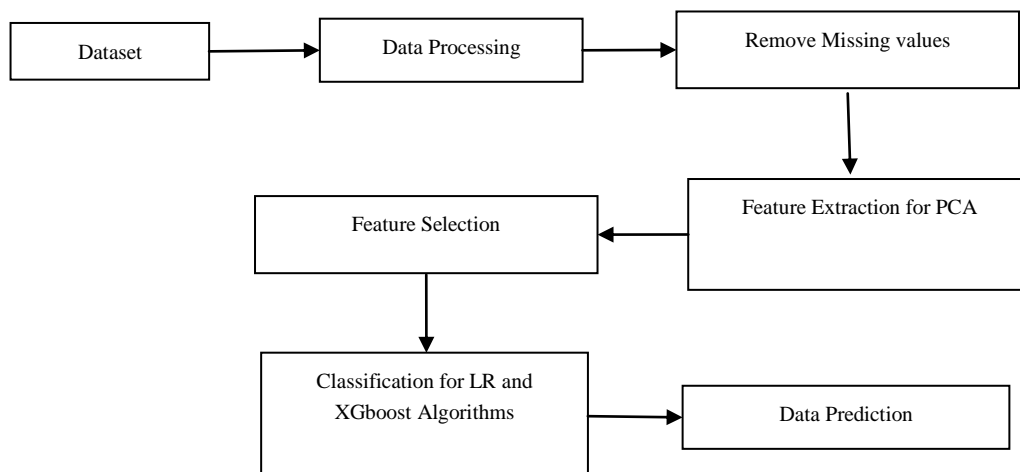 Dataset
Data Processing
Remove Missing values
Feature Extraction for PCA
Feature Selection
Classification for LR and
XGboost Algorithms
Data Prediction